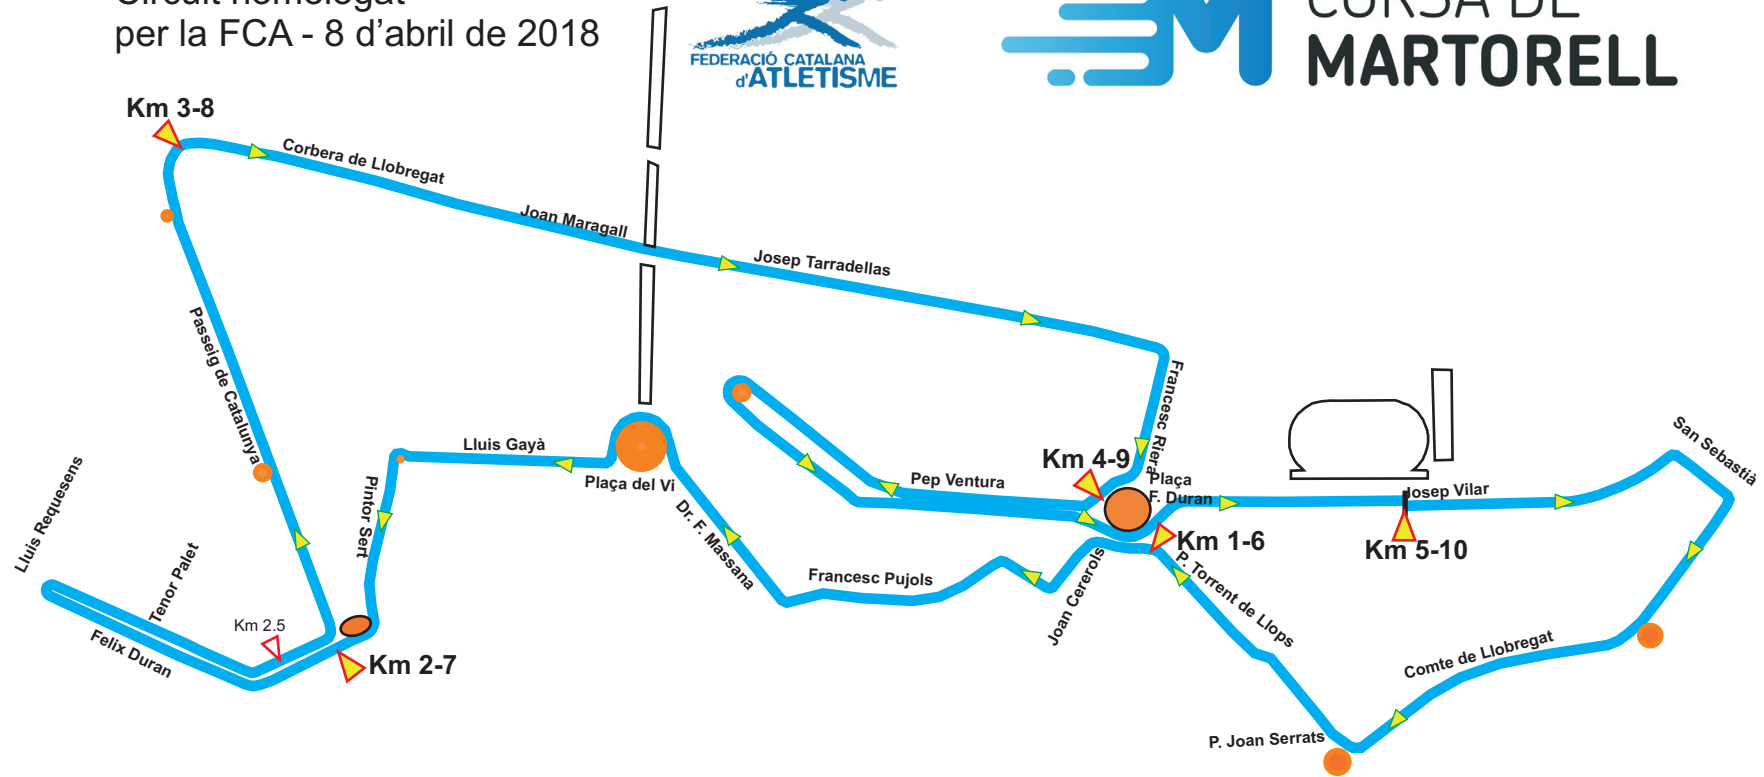 Circuit homologat
per la FCA - 8 d'abril de 2018
FEDERACIÓ CATALANA
d'ATLETISME
CURSA DE
MARTORELL
Km 3-8
Corbera de Llobregat
Joan Maragall
Josep Tarradellas
Passeig de Catalunya
Francesc Riera
Lluis Gayà
Plaça del Vi
Pep Ventura
Km 4-9
Plaça
F. Duran
Josep Vilar
San Sebastià
Km 5-10
Km 1-6
Lluis Requesens
Tenor Palet
Felix Duran
Km 2.5
Km 2-7
Pintor Sert
Dr. F. Massana
Francesc Pujols
Joan Cererols
P. Torrent de Llops
Comte de Llobregat
P. Joan Serrats